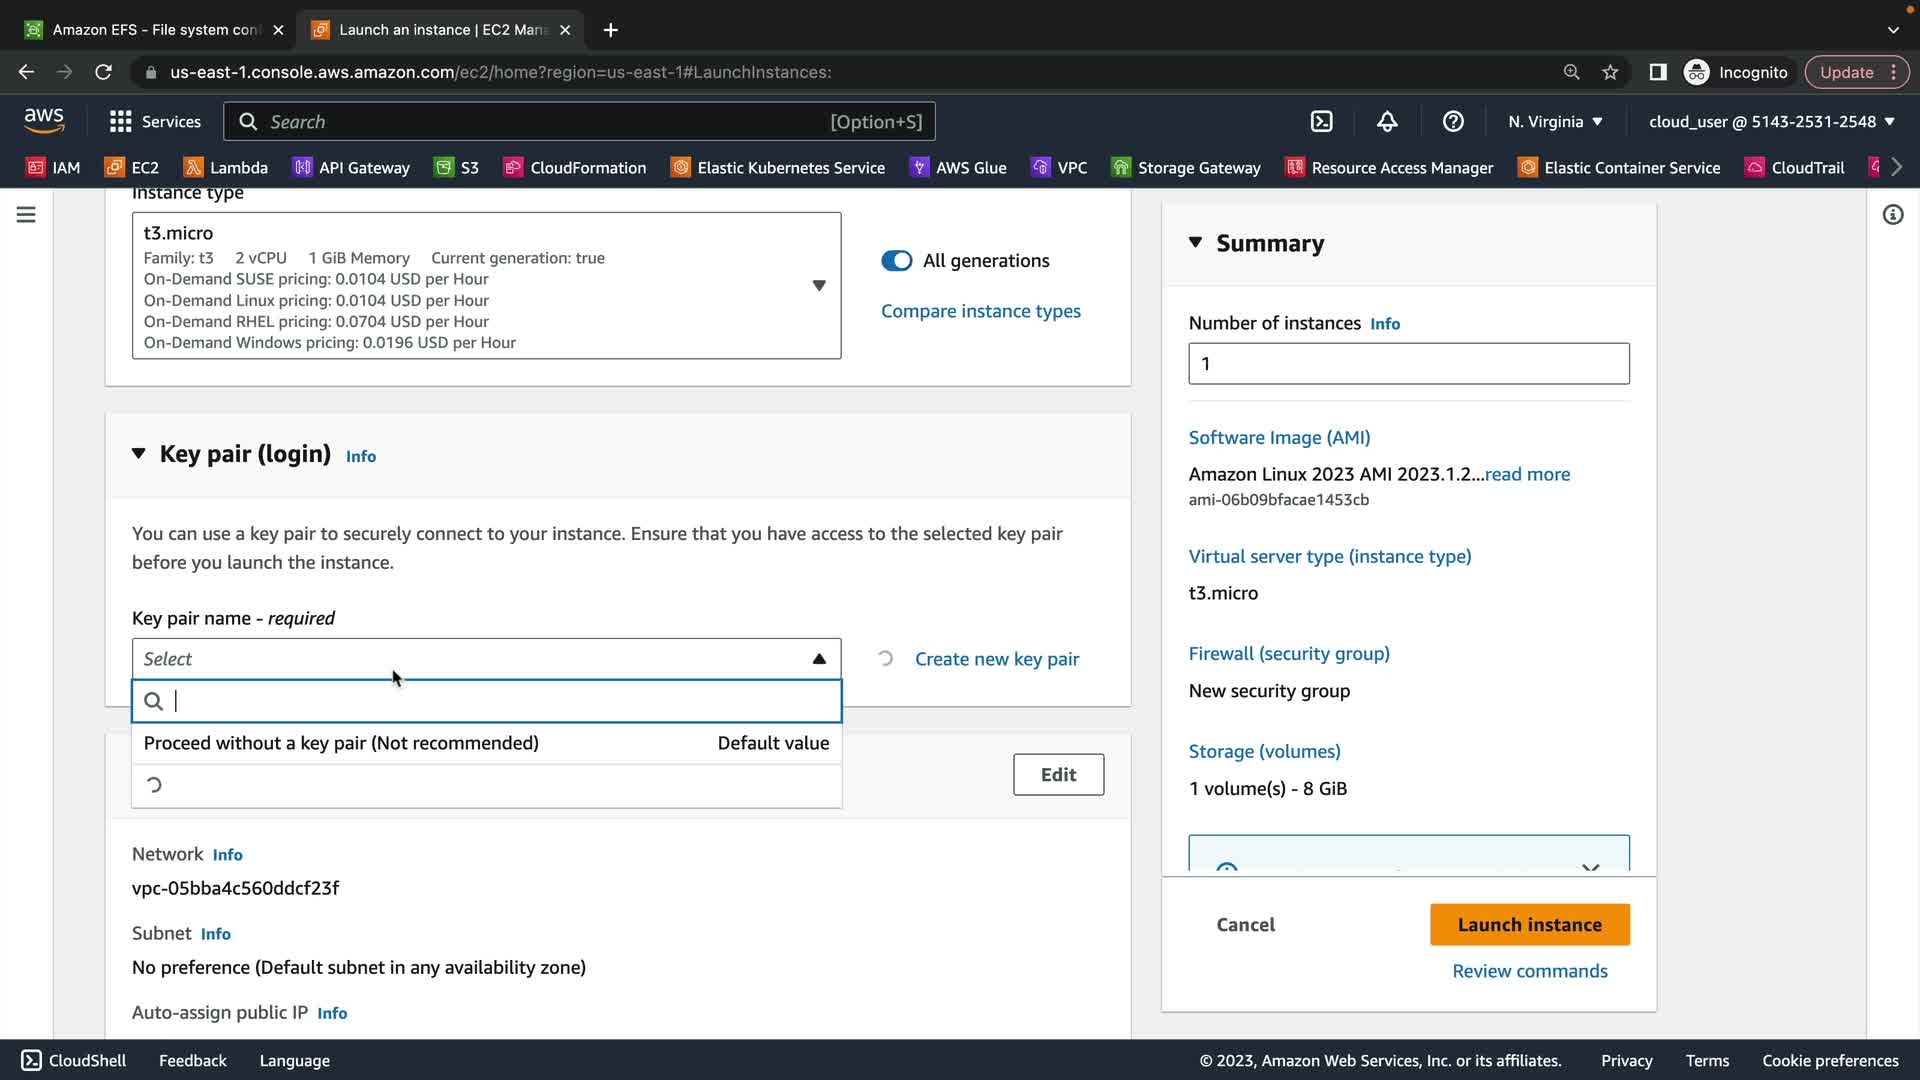 Amazon EFS - File system con
Launch an instance | EC2 Mana
us-east-1.console.aws.amazon.com/ec2/home?region=us-east-1#LaunchInstances:
Incognito
Update
aws
Services
Search
[Option+S]
N. Virginia
cloud_user @ 5143-2531-2548
IAM
EC2
Lambda
API Gateway
S3
CloudFormation
Elastic Kubernetes Service
AWS Glue
VPC
Storage Gateway
Resource Access Manager
Elastic Container Service
CloudTrail
Instance type
t3.micro
Family: t3 2 vCPU 1 GiB Memory Current generation: true
On-Demand SUSE pricing: 0.0104 USD per Hour
On-Demand Linux pricing: 0.0104 USD per Hour
On-Demand RHEL pricing: 0.0704 USD per Hour
On-Demand Windows pricing: 0.0196 USD per Hour
All generations
Compare instance types
Key pair (login) Info
You can use a key pair to securely connect to your instance. Ensure that you have access to the selected key pair
before you launch the instance.
Key pair name - required
Select
Create new key pair
Proceed without a key pair (Not recommended) Default value
Edit
Network Info
vpc-05bba4c560ddcf23f
Subnet Info
No preference (Default subnet in any availability zone)
Auto-assign public IP Info
Summary
Number of instances Info
1
Software Image (AMI)
Amazon Linux 2023 AMI 2023.1.2...read more
ami-06b09bfacae1453cb
Virtual server type (instance type)
t3.micro
Firewall (security group)
New security group
Storage (volumes)
1 volume(s) - 8 GiB
Cancel
Launch instance
Review commands
CloudShell
Feedback
Language
© 2023, Amazon Web Services, Inc. or its affiliates.
Privacy
Terms
Cookie preferences